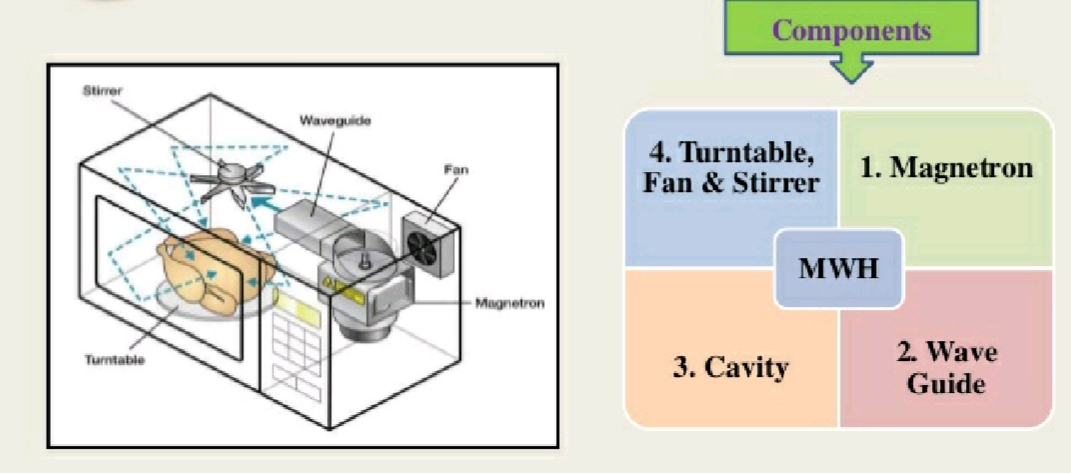 Components
Stirrer
Waveguide
Fan
Magnetron
Turntable
4. Turntable,
Fan & Stirrer
1. Magnetron
MWH
3. Cavity
2. Wave
Guide